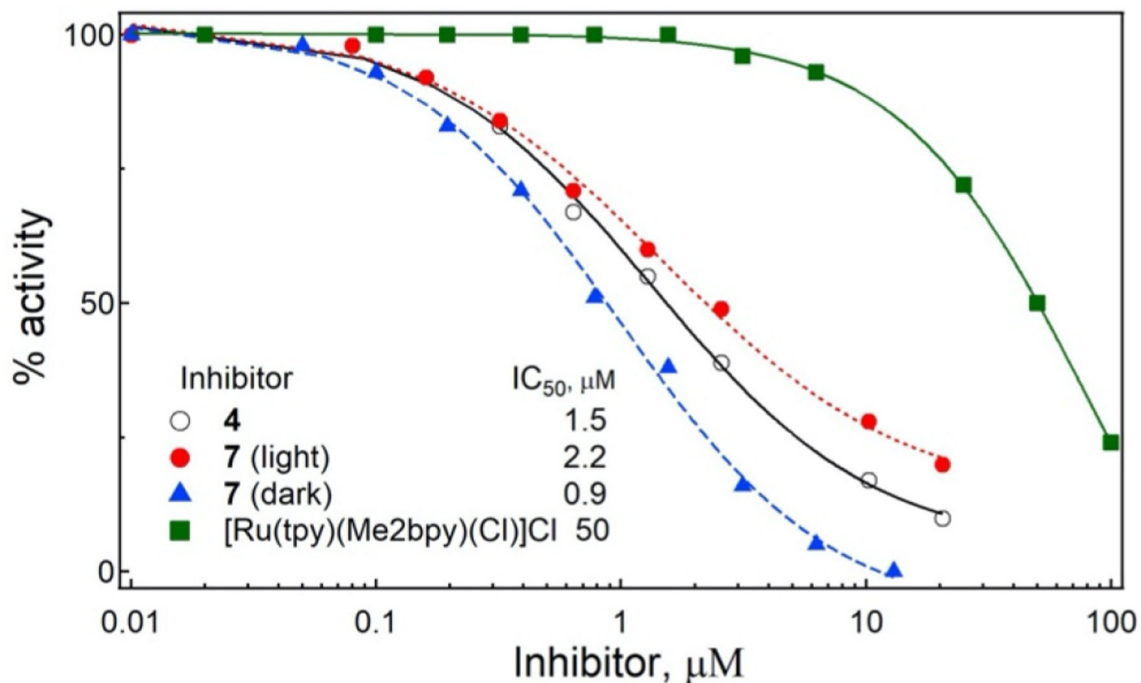 100
50
0
% activity
Inhibitor IC50, μM
4 1.5
7 (light) 2.2
7 (dark) 0.9
[Ru(tpy)(Me2bpy)(Cl)]Cl 50
0.01 0.1 1 10 100
Inhibitor, μM